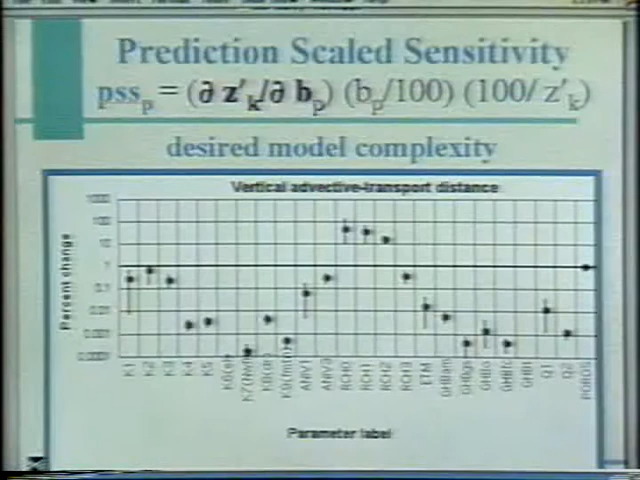 Prediction Scaled Sensitivity
pss_p = (∂ z'_k/∂ b_p) (b_p/100) (100/ z'_k)
desired model complexity
Vertical advective-transport distance
1000
100
10
1
0.1
0.01
0.001
0.0001
Percent change
K1 K2 K3 K4 K5 ANIV1 ANIV3 RCH0 RCH1 RCH2 RCH3 ETM Q1 Q2 POROS
Parameter label